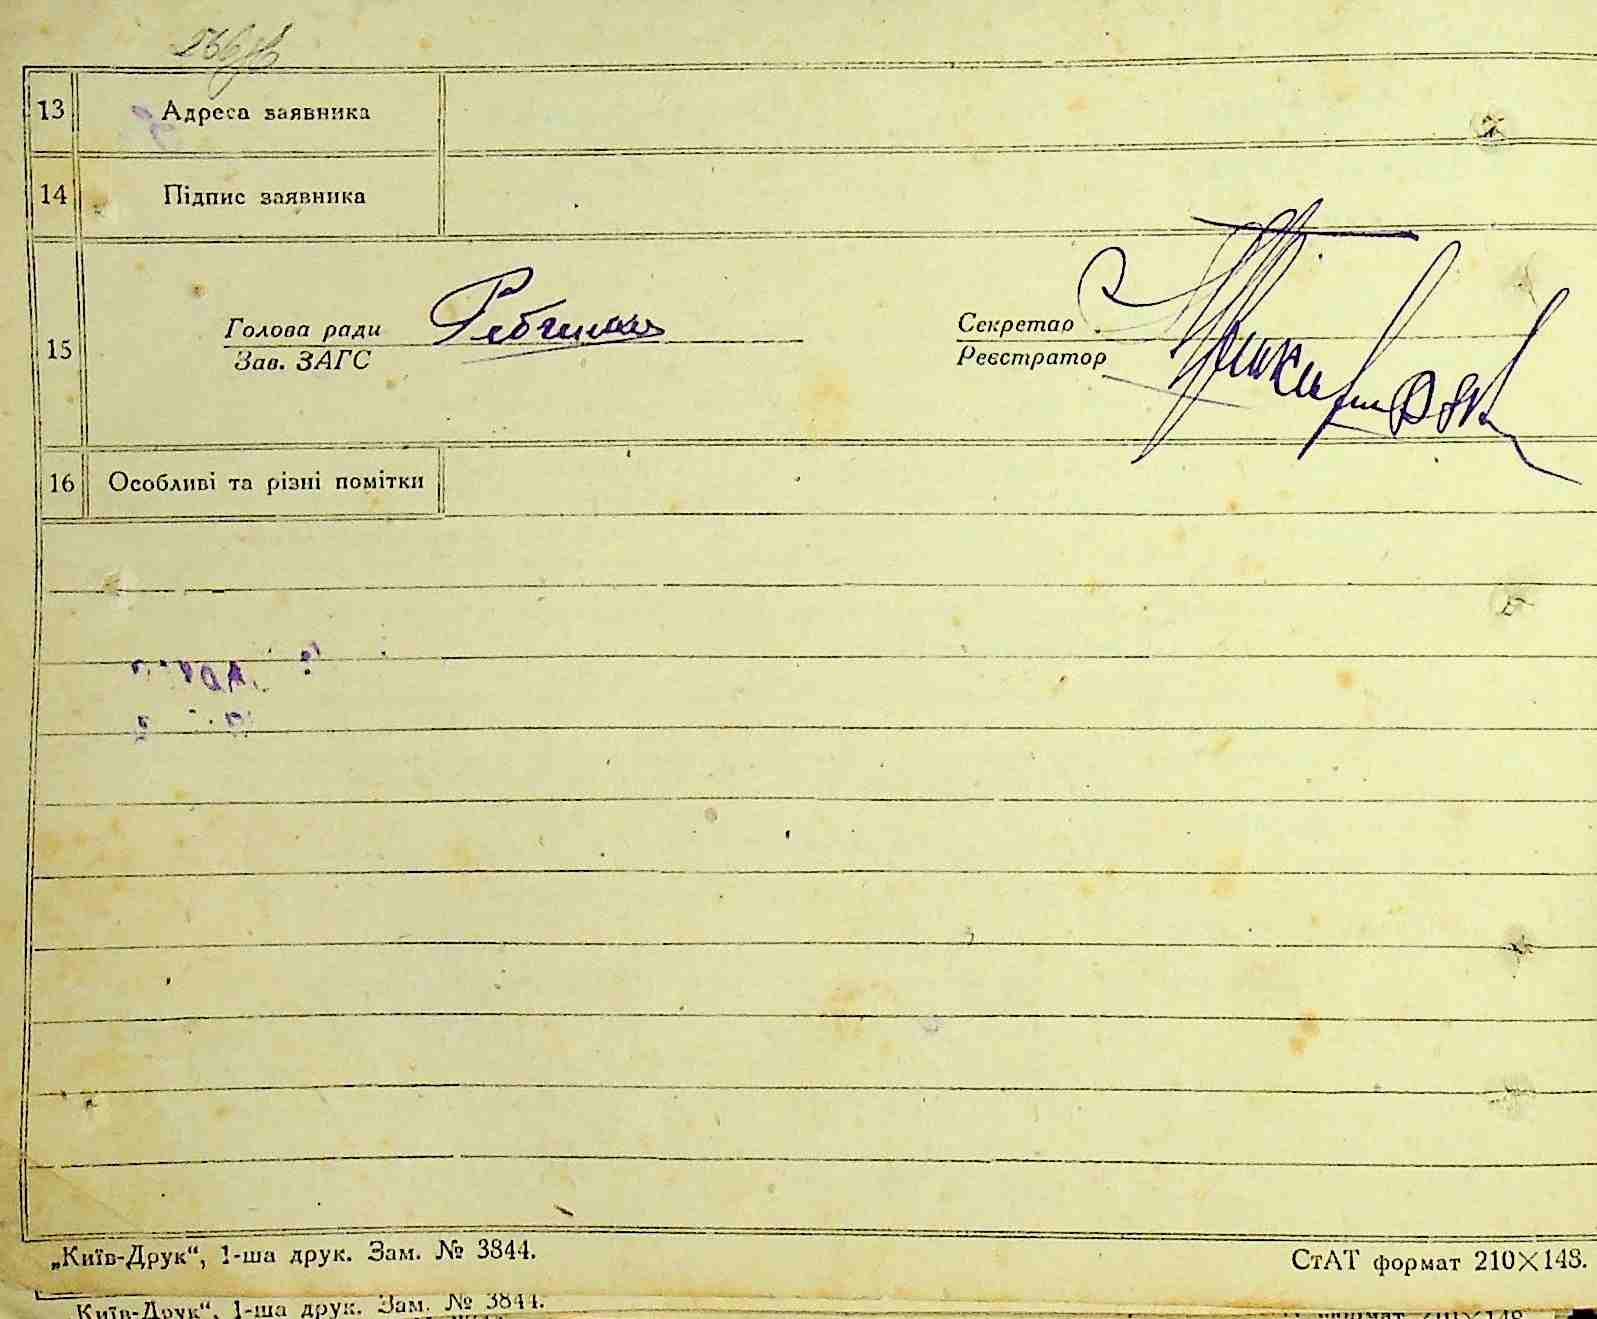 13 Адреса заявника
14 Підпис заявника
15
Голова ради
Зав. ЗАГС
Секретар
Реєстратор
16 Особливі та різні помітки
„Київ-Друк“, 1-ша друк. Зам. № 3844.
СтАТ формат 210×148.
Київ-Друк“, 1-ша друк. Зам. № 3844.